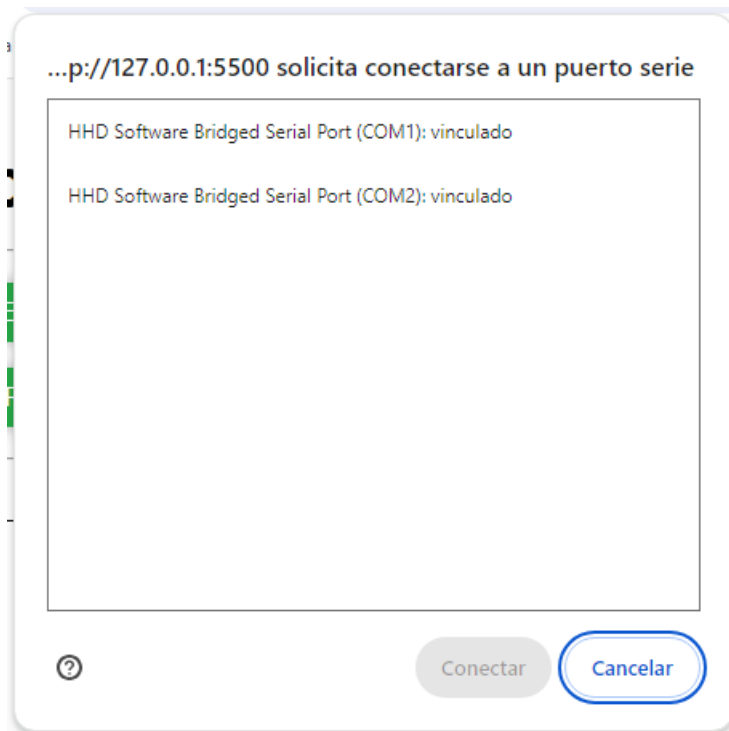 ...p://127.0.0.1:5500 solicita conectarse a un puerto serie
HHD Software Bridged Serial Port (COM1): vinculado
HHD Software Bridged Serial Port (COM2): vinculado
Conectar
Cancelar